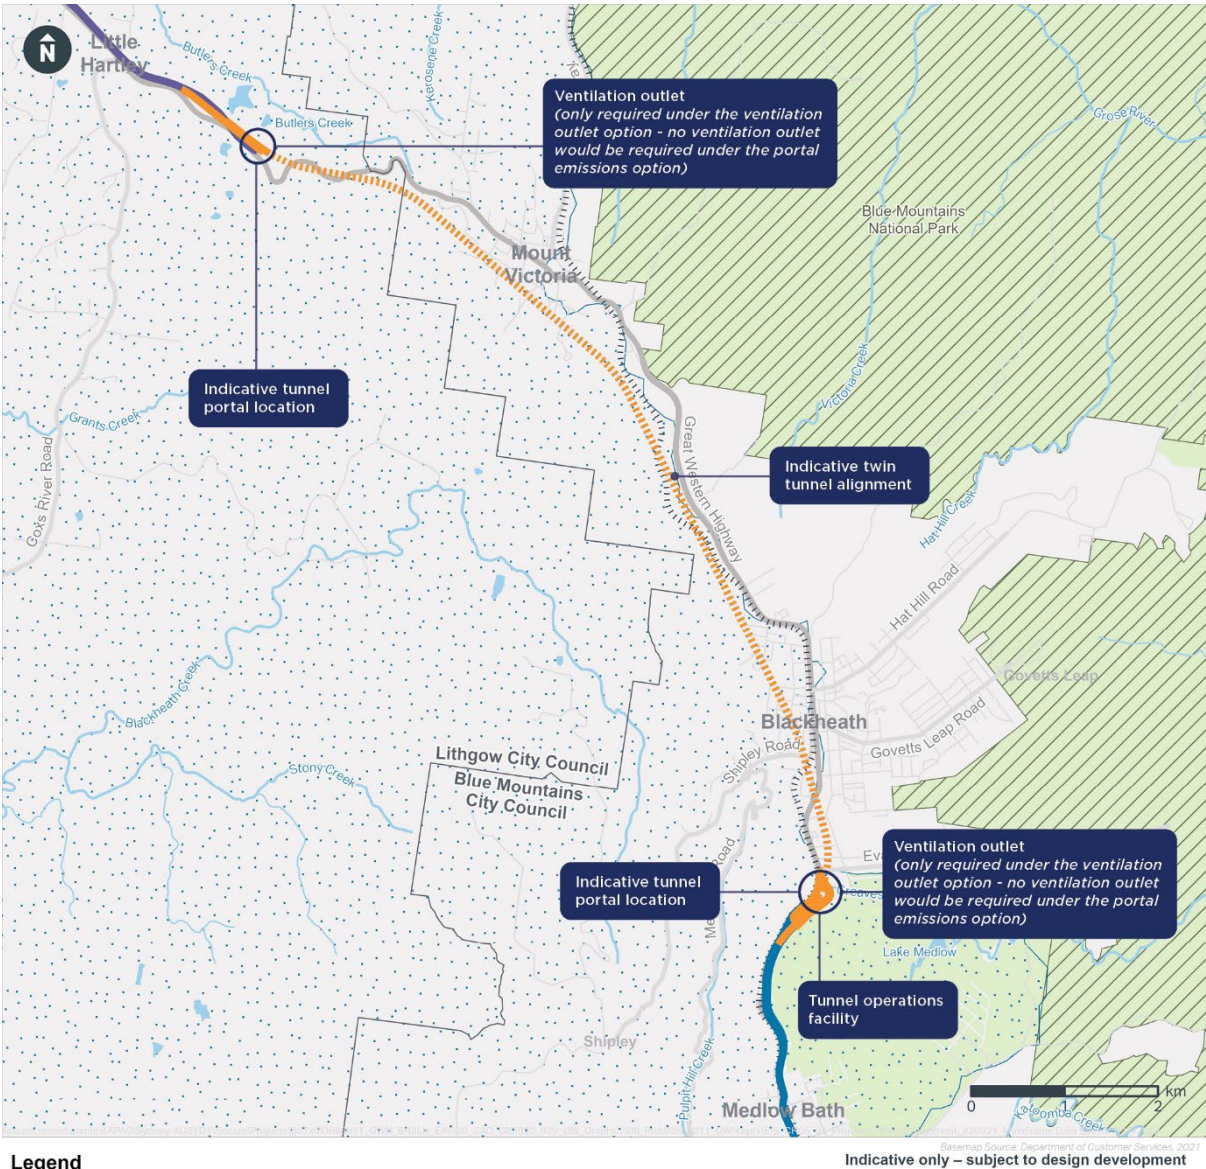 N
Little
Hartley
Butlers Creek
Kerosene Creek
Ventilation outlet
(only required under the ventilation
outlet option - no ventilation outlet
would be required under the portal
emissions option)
Butlers Creek
Grose River
Blue Mountains
National Park
Mount
Victoria
Indicative tunnel
portal location
Grants Creek
Coxs River Road
Victoria Creek
Great Western Highway
Indicative twin
tunnel alignment
Hat Hill Creek
Hat Hill Road
Govetts Leap
Blackheath Creek
Blackheath
Govetts Leap Road
Shipley Road
Lithgow City Council
Blue Mountains
City Council
Stony Creek
Road
Ventilation outlet
(only required under the ventilation
outlet option - no ventilation outlet
would be required under the portal
emissions option)
Indicative tunnel
portal location
Greaves
Lake Medlow
Tunnel operations
facility
Shipley
Pulpit Hill Creek
Medlow Bath
km
0 1 2
Katoomba Creek
Basemap Source: Department of Customer Services, 2021
Legend
Indicative only – subject to design development